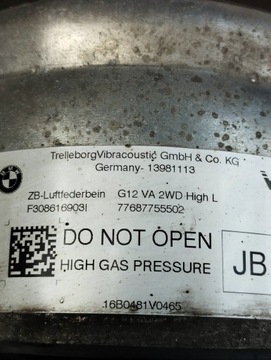 TrelleborgVibracoustic GmbH & Co. KG
Germany- 13981113
ZB-Luftfederbein G12 VA 2WD High L
F308616903I 77687755502
DO NOT OPEN
HIGH GAS PRESSURE
JB
16B0481V0465